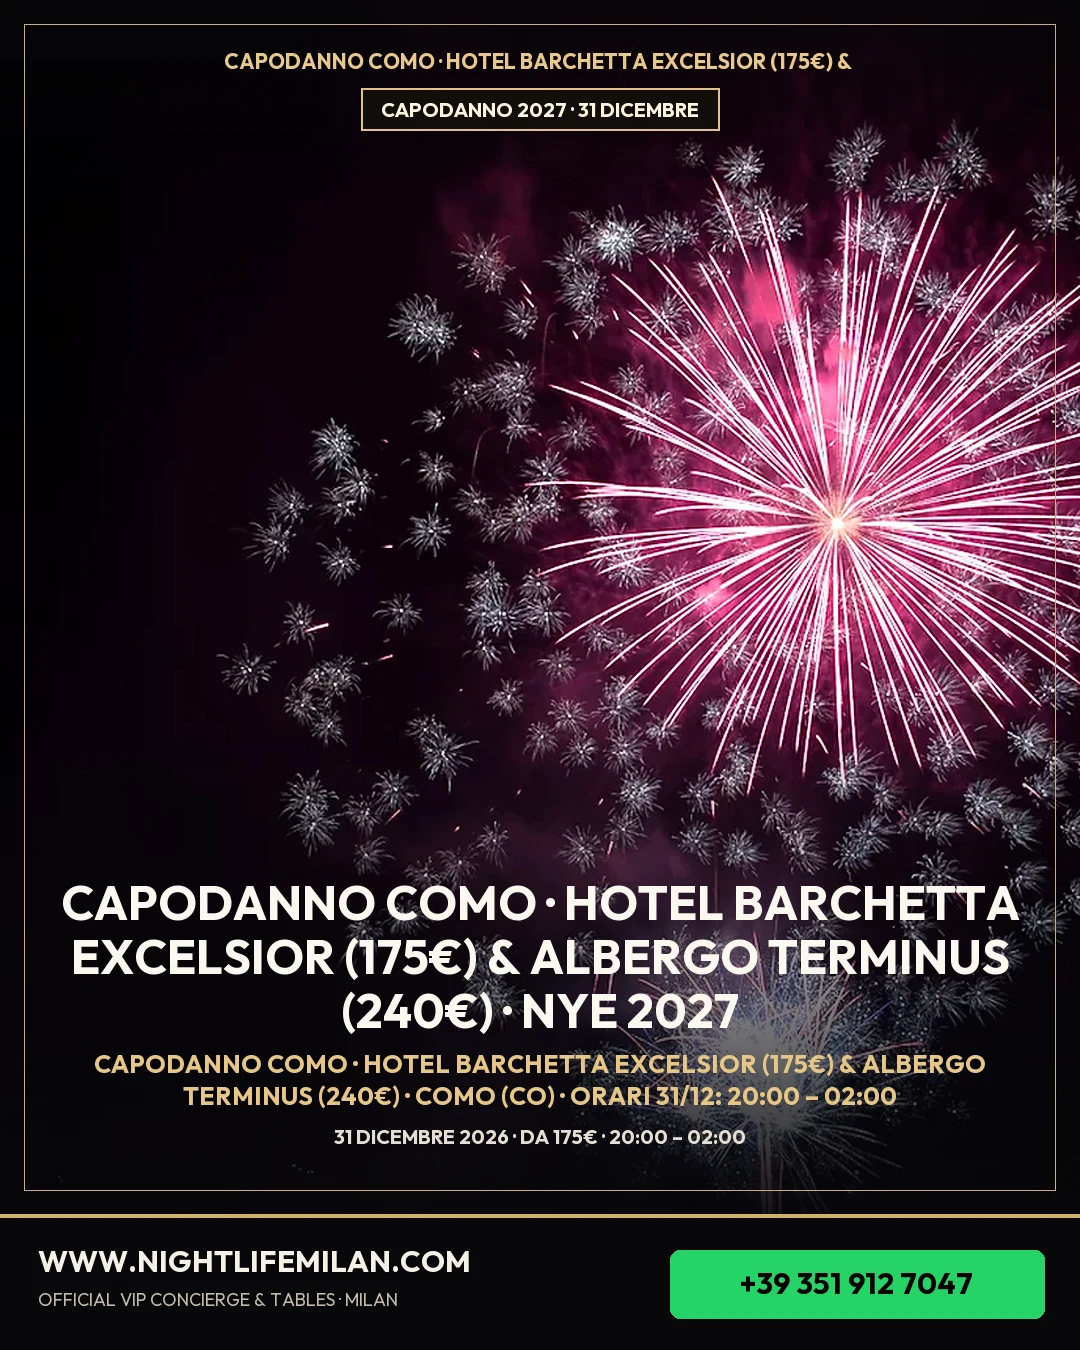 CAPODANNO COMO · HOTEL BARCHETTA EXCELSIOR (175€) &
CAPODANNO 2027 · 31 DICEMBRE
CAPODANNO COMO · HOTEL BARCHETTA
EXCELSIOR (175€) & ALBERGO TERMINUS
(240€) · NYE 2027
CAPODANNO COMO · HOTEL BARCHETTA EXCELSIOR (175€) & ALBERGO
TERMINUS (240€) · COMO (CO) · ORARI 31/12: 20:00 – 02:00
31 DICEMBRE 2026 · DA 175€ · 20:00 – 02:00
WWW.NIGHTLIFEMILAN.COM
OFFICIAL VIP CONCIERGE & TABLES · MILAN
+39 351 912 7047